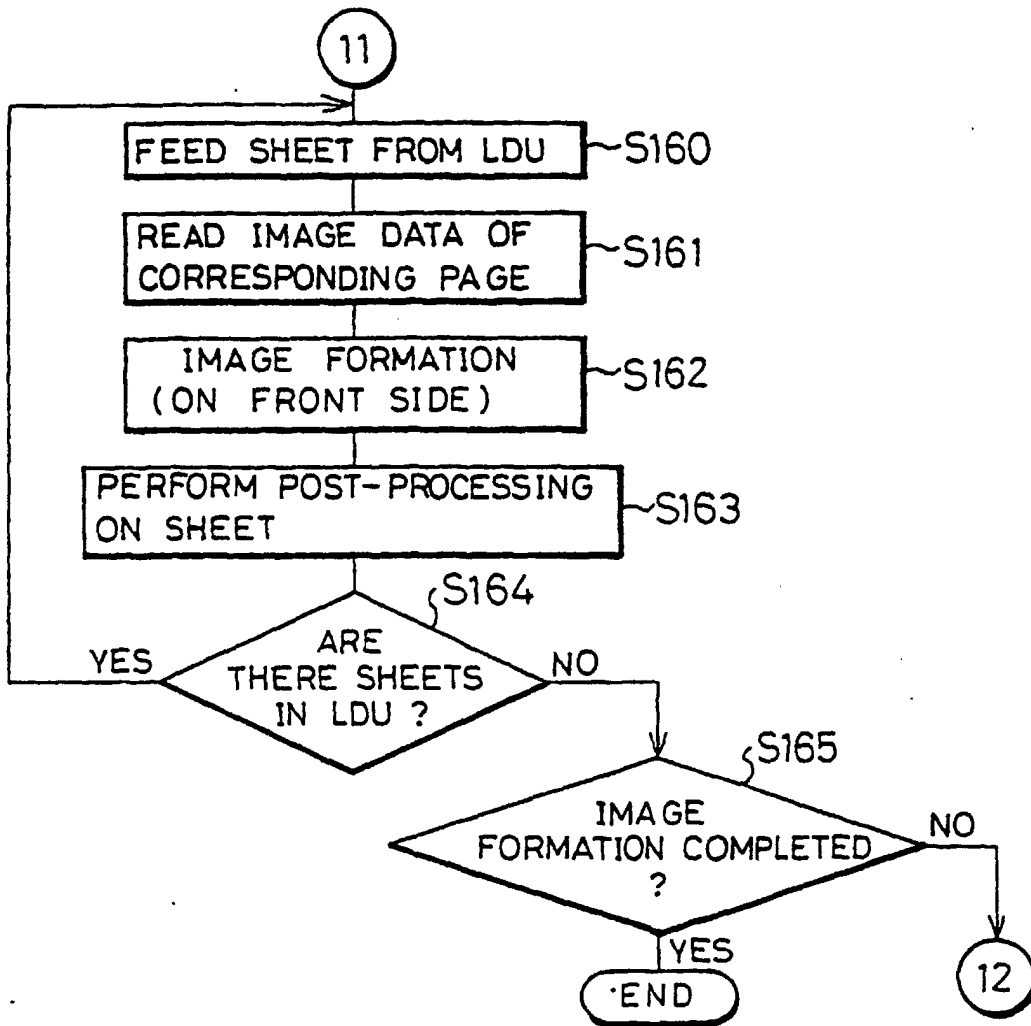 11
FEED SHEET FROM LDU
S160
READ IMAGE DATA OF
CORRESPONDING PAGE
S161
IMAGE FORMATION
(ON FRONT SIDE)
S162
PERFORM POST-PROCESSING
ON SHEET
S163
S164
ARE
THERE SHEETS
IN LDU ?
YES
NO
S165
IMAGE
FORMATION COMPLETED
?
NO
YES
END
12